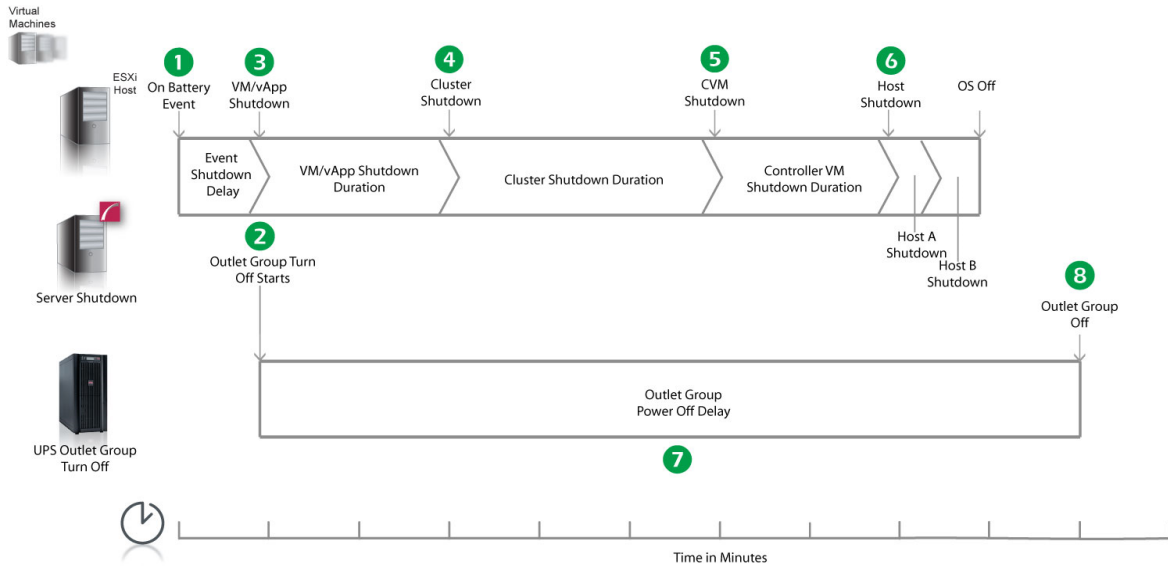 Virtual
Machines
ESXi
Host
1
On Battery
Event
3
VM/vApp
Shutdown
4
Cluster
Shutdown
5
CVM
Shutdown
6
Host
Shutdown
OS Off
Event
Shutdown
Delay
VM/vApp Shutdown
Duration
Cluster Shutdown Duration
Controller VM
Shutdown Duration
Host A
Shutdown
Host B
Shutdown
Server Shutdown
2
Outlet Group Turn
Off Starts
8
Outlet Group
Off
Outlet Group
Power Off Delay
7
UPS Outlet Group
Turn Off
Time in Minutes